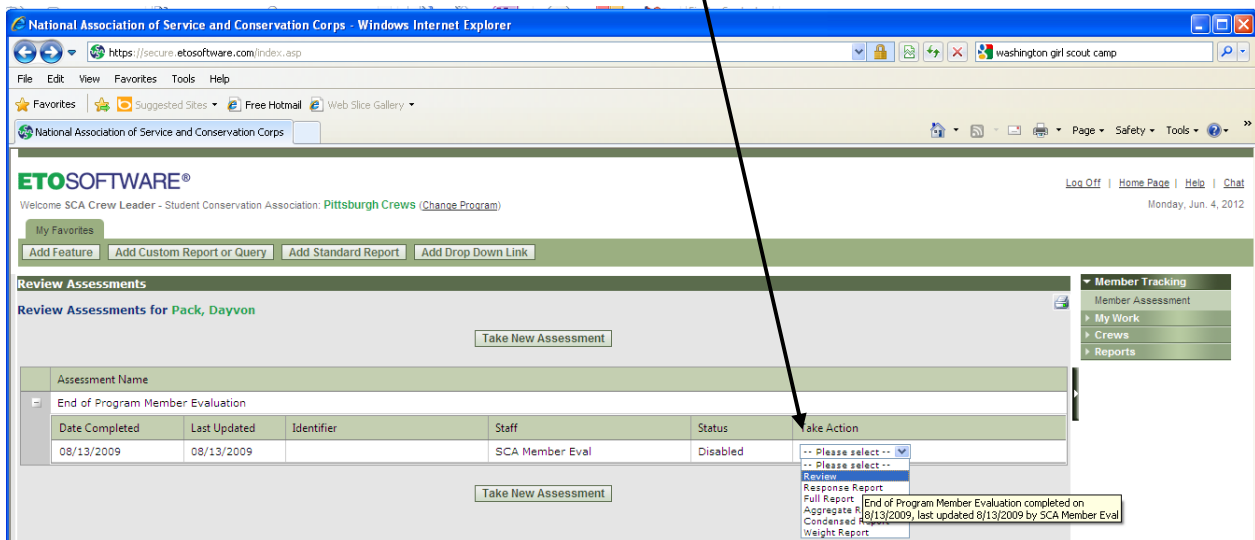 National Association of Service and Conservation Corps - Windows Internet Explorer
https://secure.etosoftware.com/index.asp
washington girl scout camp
File Edit View Favorites Tools Help
Favorites Suggested Sites Free Hotmail Web Slice Gallery
National Association of Service and Conservation Corps
Page Safety Tools
ETOSOFTWARE®
Log Off | Home Page | Help | Chat
Welcome SCA Crew Leader - Student Conservation Association: Pittsburgh Crews (Change Program)
Monday, Jun. 4, 2012
My Favorites
Add Feature Add Custom Report or Query Add Standard Report Add Drop Down Link
Review Assessments
Member Tracking
Review Assessments for Pack, Dayvon
Member Assessment
My Work
Crews
Reports
Take New Assessment
Assessment Name
End of Program Member Evaluation
Date Completed Last Updated Identifier Staff Status Take Action
08/13/2009 08/13/2009 SCA Member Eval Disabled -- Please select --
-- Please select --
Review
Response Report
Full Report
Aggregate R
Condensed Report
Weight Report
End of Program Member Evaluation completed on
8/13/2009, last updated 8/13/2009 by SCA Member Eval
Take New Assessment